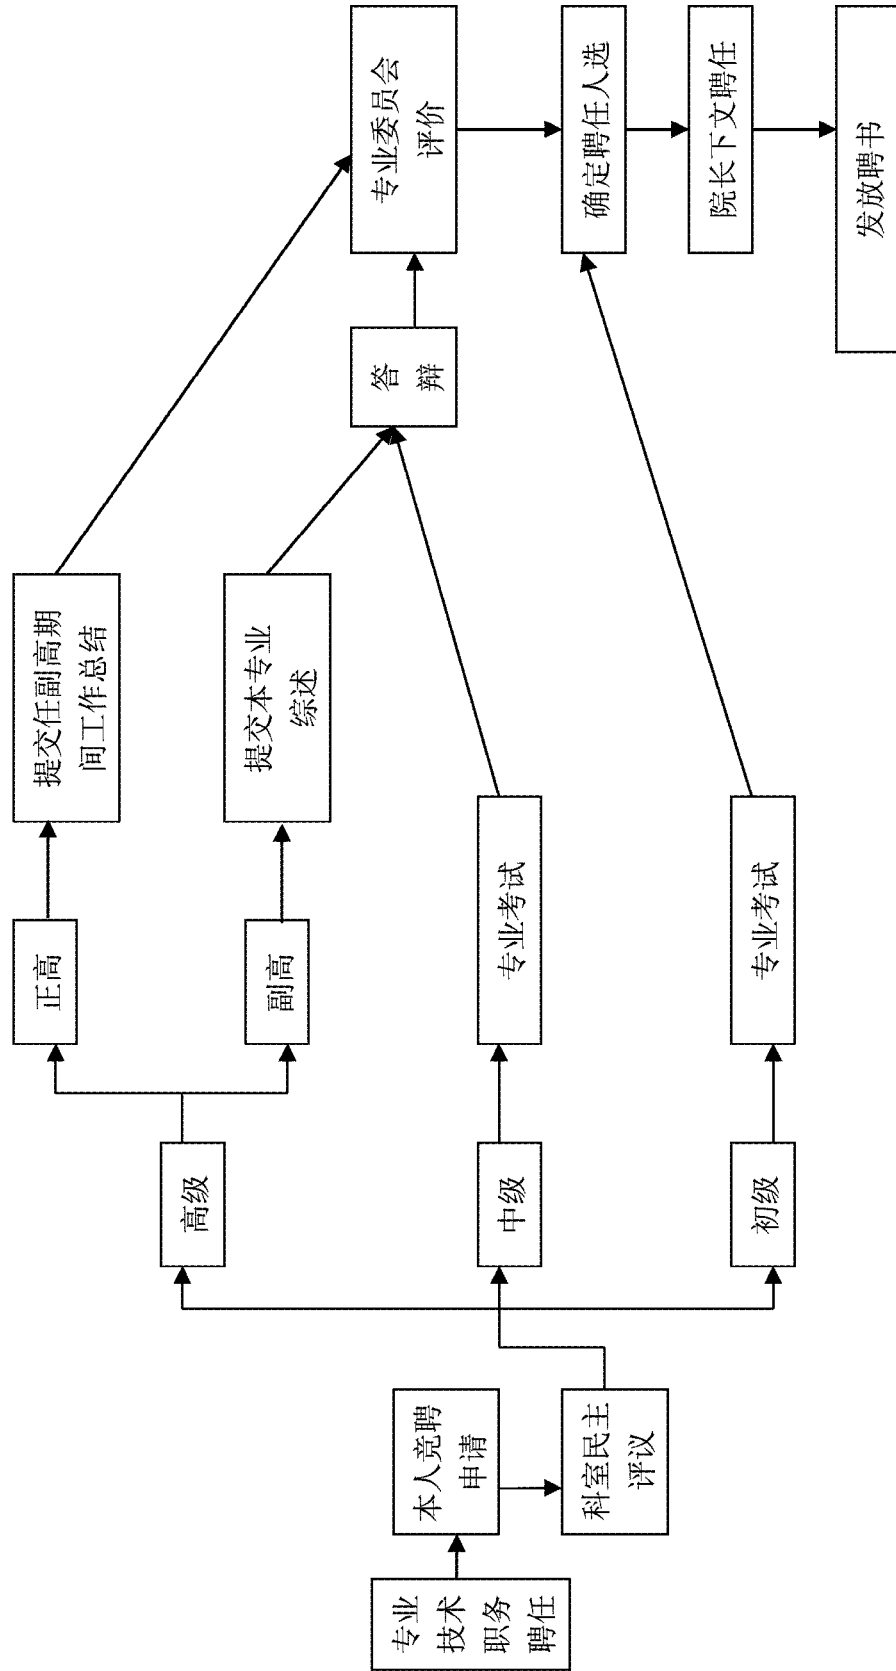 专业
技术
职务
聘任
本人竞聘
申请
科室民主
评议
高级
中级
初级
正高
副高
专业考试
专业考试
提交任副高期
间工作总结
提交本专业
综述
答
辩
专业委员会
评价
确定聘任人选
院长下文聘任
发放聘书